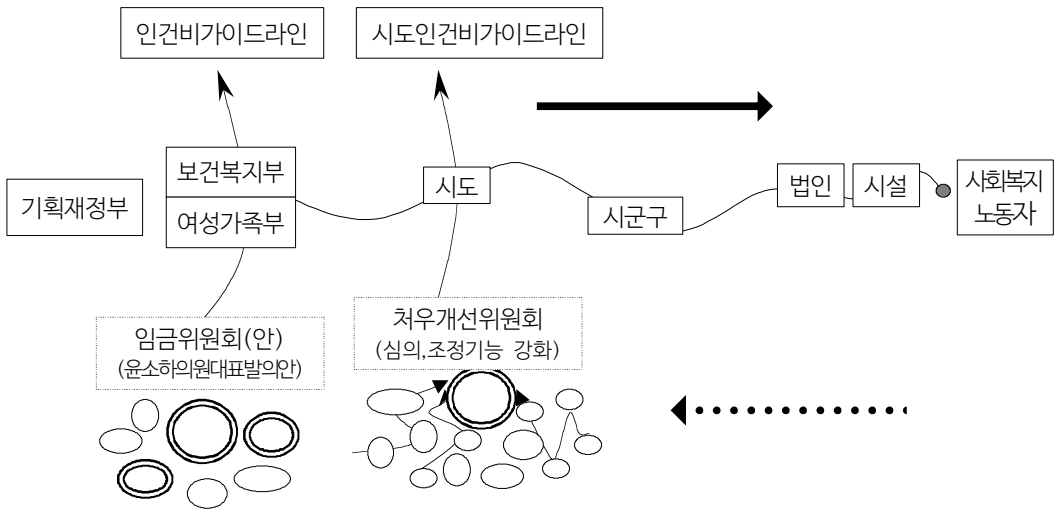 인건비가이드라인
시도인건비가이드라인
기획재정부
보건복지부
여성가족부
시도
시군구
법인
시설
사회복지
노동자
임금위원회(안)
(윤소하의원대표발의안)
처우개선위원회
(심의,조정기능 강화)